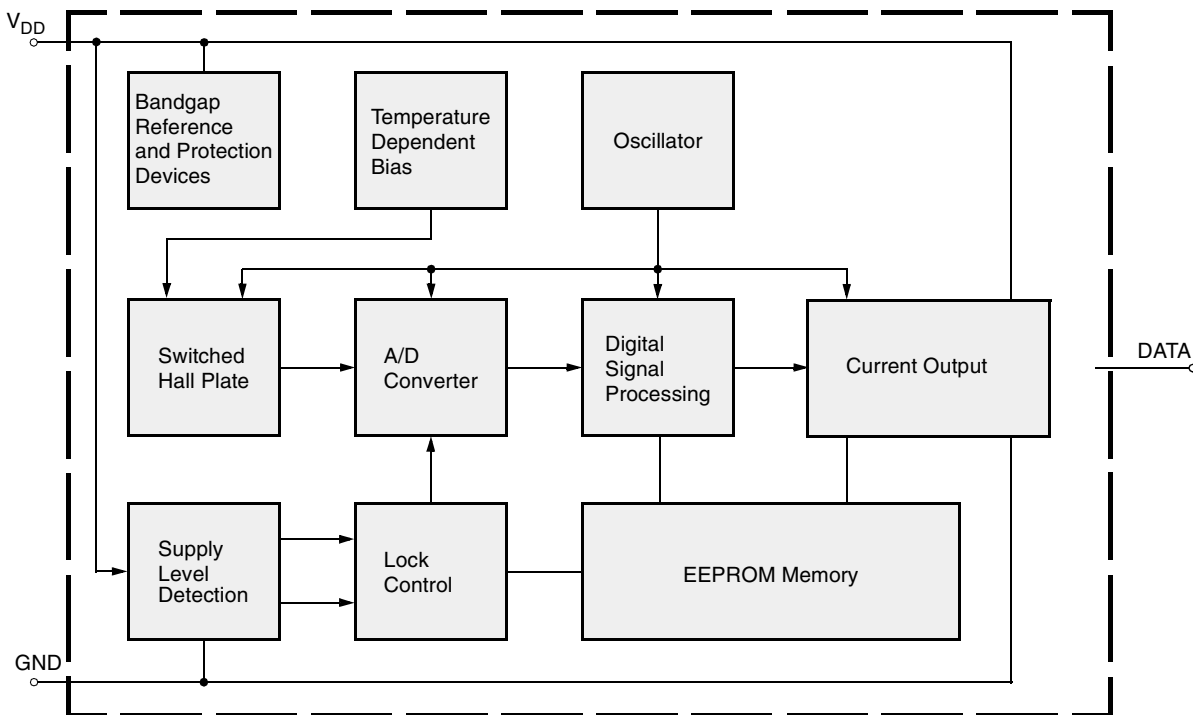 VDD
Bandgap
Reference
and Protection
Devices
Temperature
Dependent
Bias
Oscillator
Switched
Hall Plate
A/D
Converter
Digital
Signal
Processing
Current Output
DATA
Supply
Level
Detection
Lock
Control
EEPROM Memory
GND